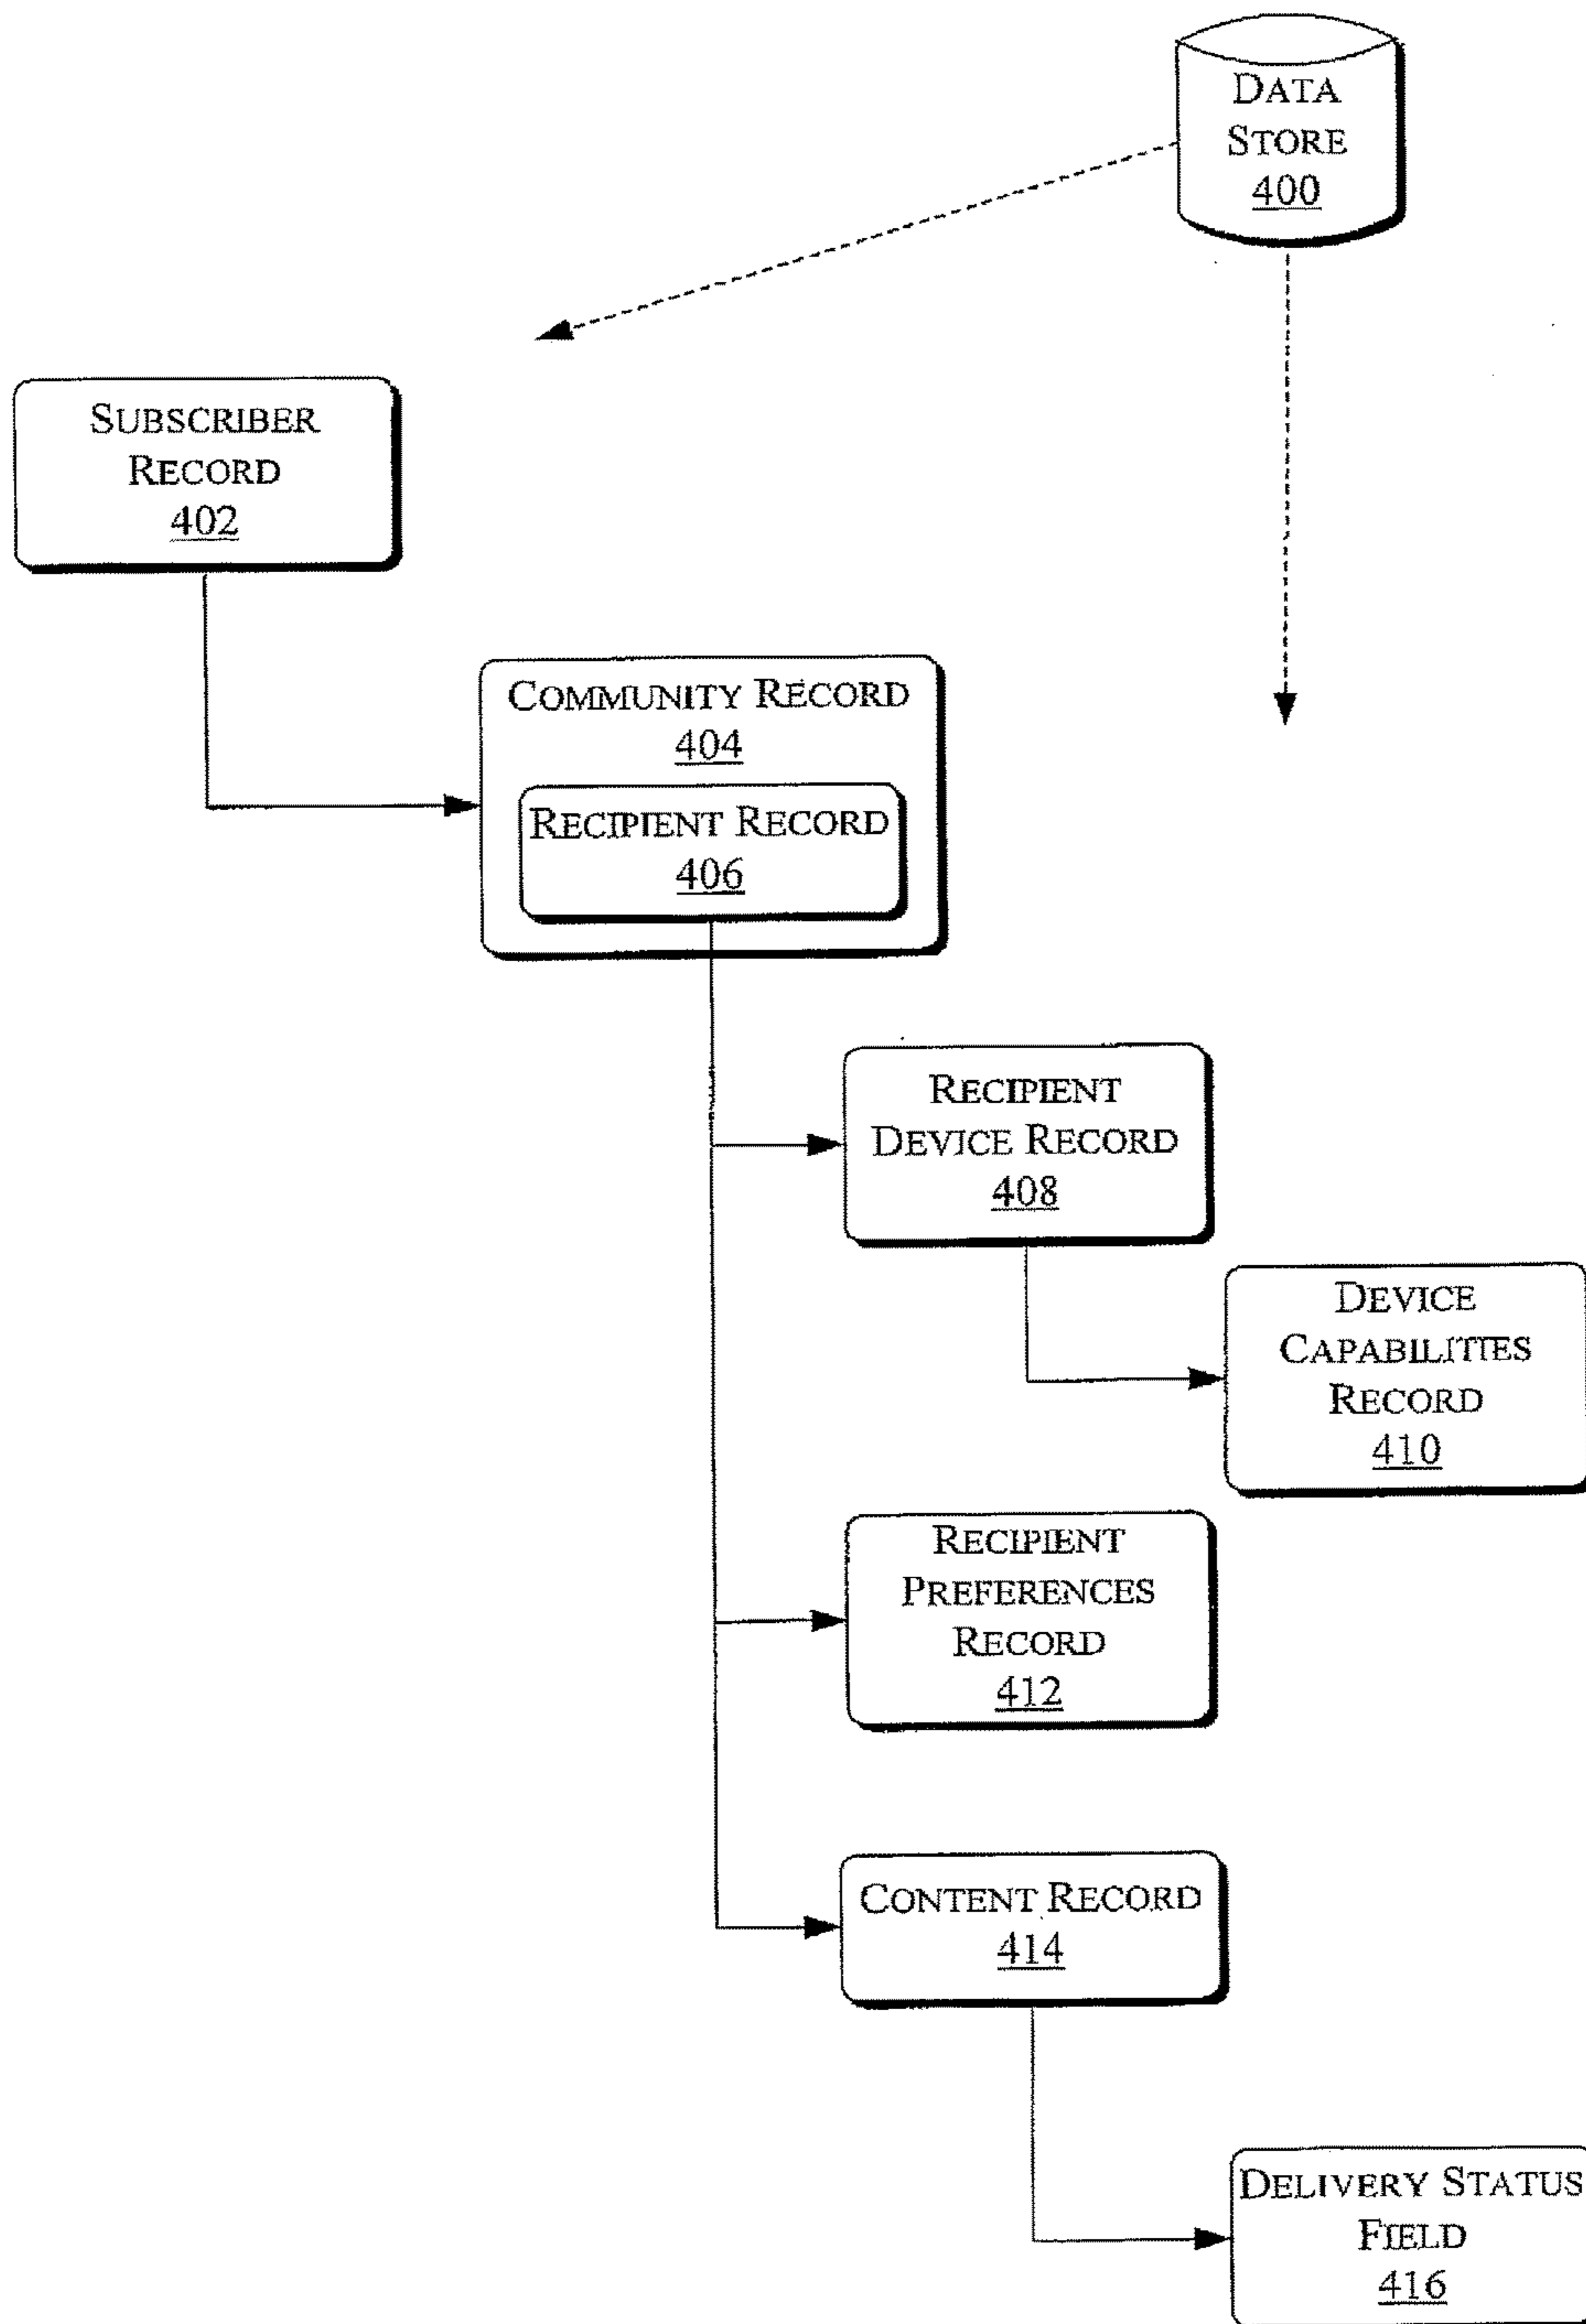 DATA
STORE
400
SUBSCRIBER
RECORD
402
COMMUNITY RECORD
404
RECIPIENT RECORD
406
RECIPIENT
DEVICE RECORD
408
DEVICE
CAPABILITIES
RECORD
410
RECIPIENT
PREFERENCES
RECORD
412
CONTENT RECORD
414
DELIVERY STATUS
FIELD
416